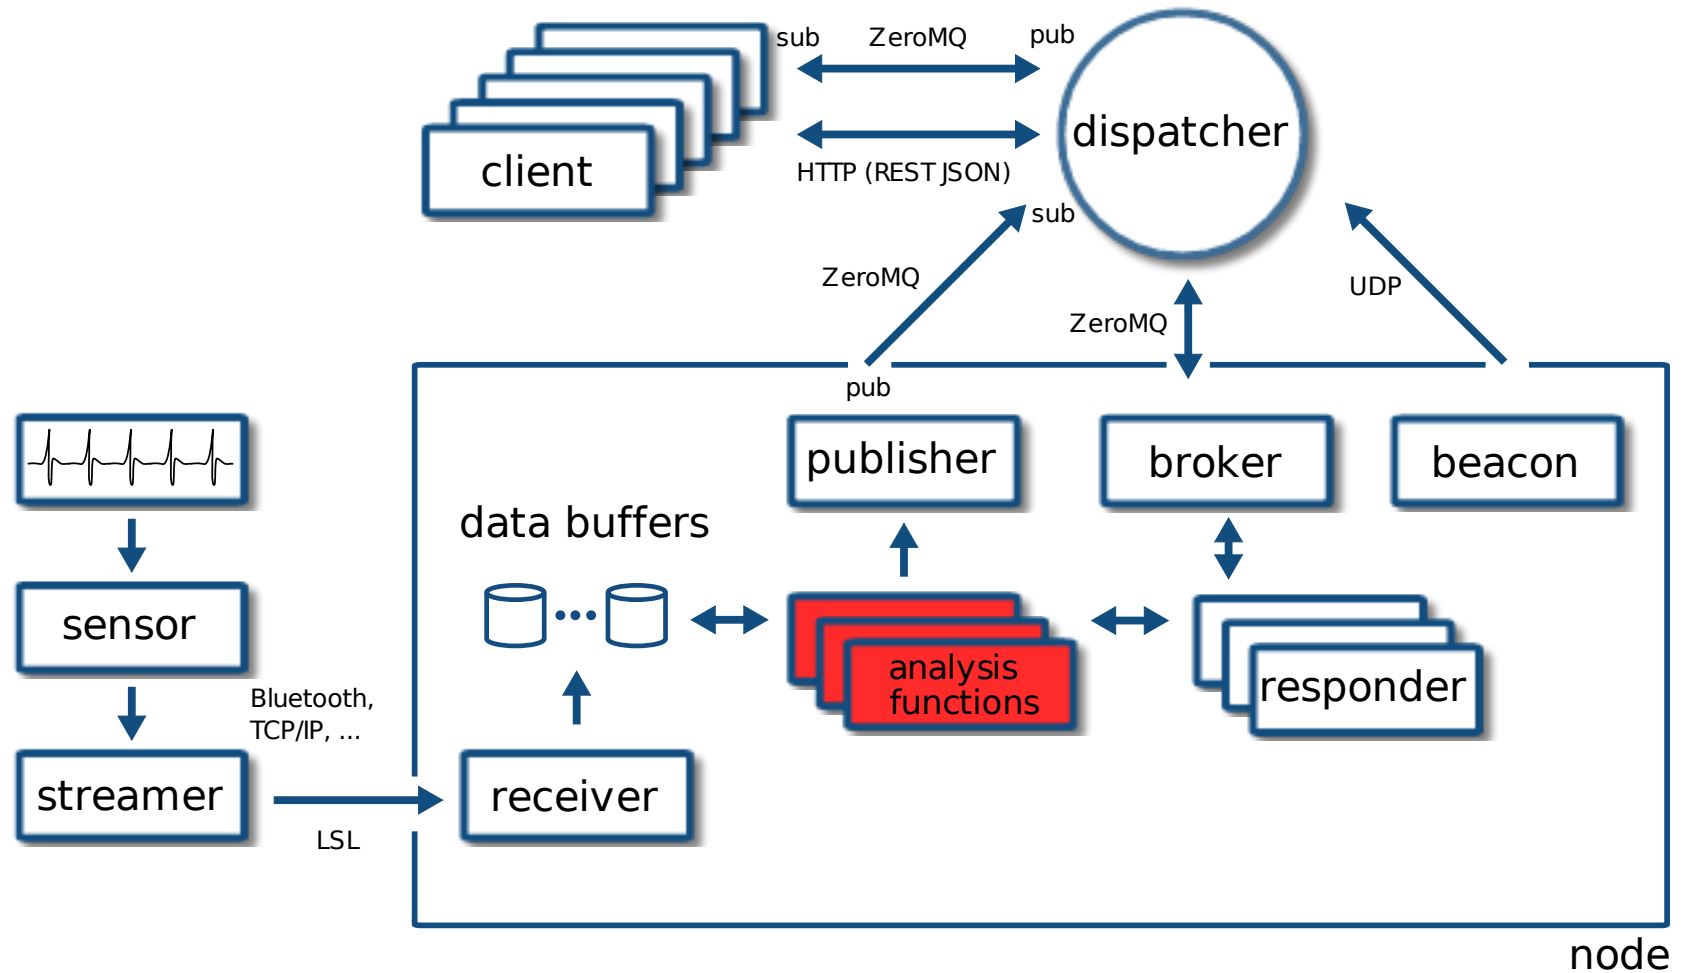 sub
ZeroMQ
pub
client
dispatcher
HTTP (REST JSON)
sub
ZeroMQ
UDP
ZeroMQ
pub
publisher
broker
beacon
data buffers
sensor
analysis
functions
responder
Bluetooth,
TCP/IP, ...
streamer
receiver
LSL
node